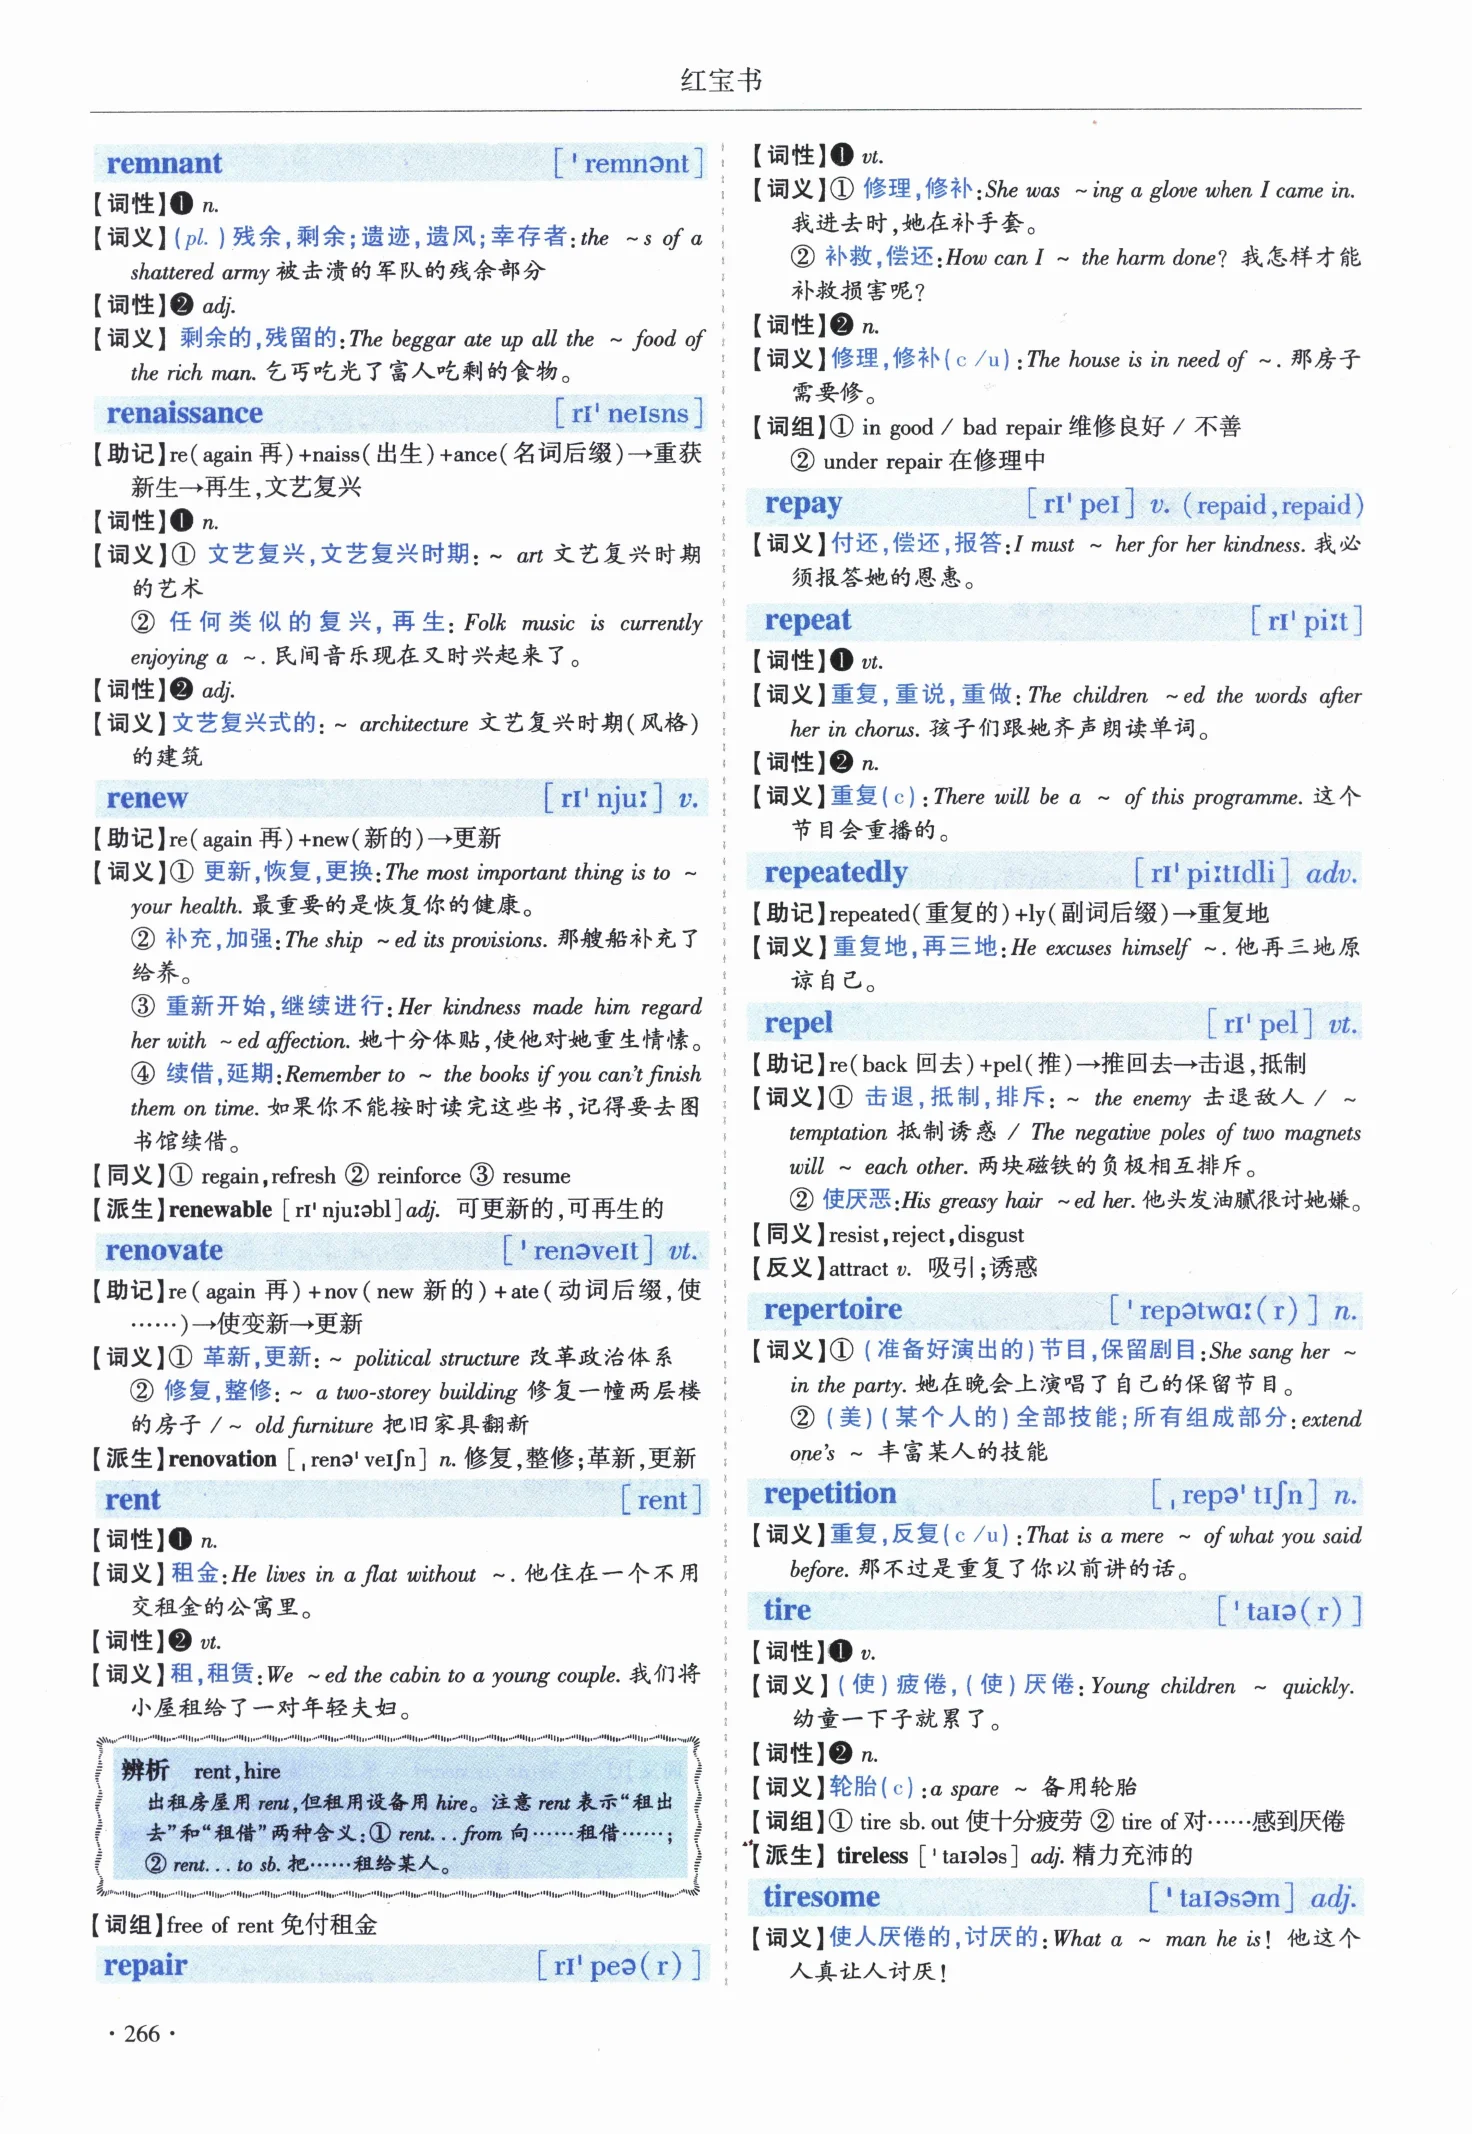 红宝书
remnant [ˈremnənt]
【词性】❶ n.
【词义】(pl.)残余,剩余;遗迹,遗风;幸存者:the ~s of a
shattered army 被击溃的军队的残余部分
【词性】❷ adj.
【词义】剩余的,残留的:The beggar ate up all the ~ food of
the rich man. 乞丐吃光了富人吃剩的食物。
renaissance [rɪˈneɪsns]
【助记】re(again 再)+naiss(出生)+ance(名词后缀)→重获
新生→再生,文艺复兴
【词性】❶ n.
【词义】① 文艺复兴,文艺复兴时期: ~ art 文艺复兴时期
的艺术
② 任何类似的复兴,再生: Folk music is currently
enjoying a ~. 民间音乐现在又时兴起来了。
【词性】❷ adj.
【词义】文艺复兴式的: ~ architecture 文艺复兴时期(风格)
的建筑
renew [rɪˈnjuː] v.
【助记】re(again 再)+new(新的)→更新
【词义】① 更新,恢复,更换:The most important thing is to ~
your health. 最重要的是恢复你的健康。
② 补充,加强:The ship ~ed its provisions. 那艘船补充了
给养。
③ 重新开始,继续进行:Her kindness made him regard
her with ~ed affection. 她十分体贴,使他对她重生情愫。
④ 续借,延期:Remember to ~ the books if you can't finish
them on time. 如果你不能按时读完这些书,记得要去图
书馆续借。
【同义】① regain,refresh ② reinforce ③ resume
【派生】renewable [rɪˈnjuːəbl] adj. 可更新的,可再生的
renovate [ˈrenəveɪt] vt.
【助记】re(again 再)+nov(new 新的)+ate(动词后缀,使
……)→使变新→更新
【词义】① 革新,更新: ~ political structure 改革政治体系
② 修复,整修: ~ a two-storey building 修复一幢两层楼
的房子 / ~ old furniture 把旧家具翻新
【派生】renovation [ˌrenəˈveɪʃn] n. 修复,整修;革新,更新
rent [rent]
【词性】❶ n.
【词义】租金:He lives in a flat without ~. 他住在一个不用
交租金的公寓里。
【词性】❷ vt.
【词义】租,租赁:We ~ed the cabin to a young couple. 我们将
小屋租给了一对年轻夫妇。
辨析 rent,hire
出租房屋用 rent,但租用设备用 hire。注意 rent 表示“租出
去”和“租借”两种含义:① rent...from 向……租借……;
② rent...to sb. 把……租给某人。
【词组】free of rent 免付租金
repair [rɪˈpeə(r)]
· 266 ·
【词性】❶ vt.
【词义】① 修理,修补:She was ~ing a glove when I came in.
我进去时,她在补手套。
② 补救,偿还:How can I ~ the harm done? 我怎样才能
补救损害呢?
【词性】❷ n.
【词义】修理,修补(c/u):The house is in need of ~. 那房子
需要修。
【词组】① in good / bad repair 维修良好 / 不善
② under repair 在修理中
repay [rɪˈpeɪ] v. (repaid,repaid)
【词义】付还,偿还,报答:I must ~ her for her kindness. 我必
须报答她的恩惠。
repeat [rɪˈpiːt]
【词性】❶ vt.
【词义】重复,重说,重做: The children ~ed the words after
her in chorus. 孩子们跟她齐声朗读单词。
【词性】❷ n.
【词义】重复(c):There will be a ~ of this programme. 这个
节目会重播的。
repeatedly [rɪˈpiːtɪdli] adv.
【助记】repeated(重复的)+ly(副词后缀)→重复地
【词义】重复地,再三地:He excuses himself ~. 他再三地原
谅自己。
repel [rɪˈpel] vt.
【助记】re(back 回去)+pel(推)→推回去→击退,抵制
【词义】① 击退,抵制,排斥: ~ the enemy 击退敌人 / ~
temptation 抵制诱惑 / The negative poles of two magnets
will ~ each other. 两块磁铁的负极相互排斥。
② 使厌恶:His greasy hair ~ed her. 他头发油腻很讨她嫌。
【同义】resist,reject,disgust
【反义】attract v. 吸引;诱惑
repertoire [ˈrepətwɑː(r)] n.
【词义】① (准备好演出的)节目,保留剧目:She sang her ~
in the party. 她在晚会上演唱了自己的保留节目。
② (美)(某个人的)全部技能;所有组成部分:extend
one's ~ 丰富某人的技能
repetition [ˌrepəˈtɪʃn] n.
【词义】重复,反复(c/u):That is a mere ~ of what you said
before. 那不过是重复了你以前讲的话。
tire [ˈtaɪə(r)]
【词性】❶ v.
【词义】(使)疲倦,(使)厌倦:Young children ~ quickly.
幼童一下子就累了。
【词性】❷ n.
【词义】轮胎(c):a spare ~ 备用轮胎
【词组】① tire sb. out 使十分疲劳 ② tire of 对……感到厌倦
【派生】tireless [ˈtaɪələs] adj. 精力充沛的
tiresome [ˈtaɪəsəm] adj.
【词义】使人厌倦的,讨厌的:What a ~ man he is! 他这个
人真让人讨厌!